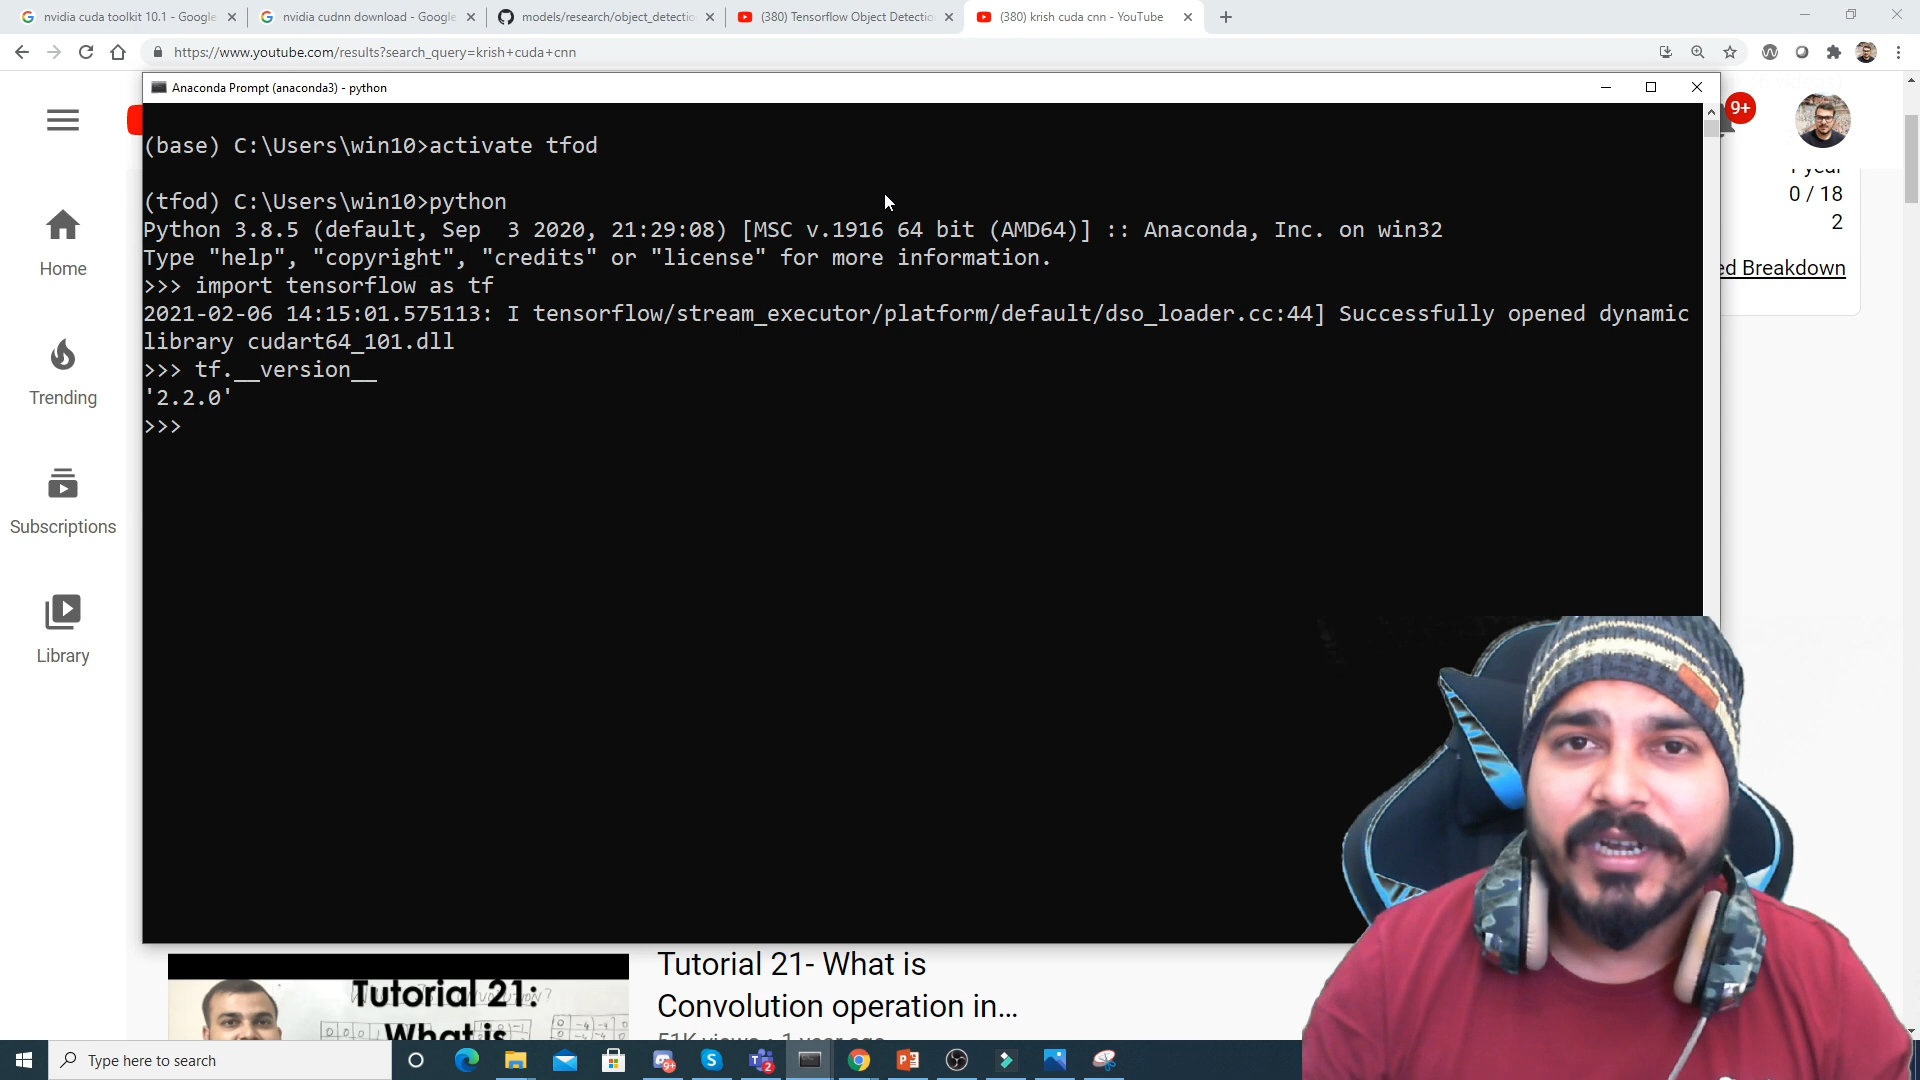 nvidia cuda toolkit 10.1 - Google
nvidia cudnn download - Google
models/research/object_detectio
(380) Tensorflow Object Detectio
(380) krish cuda cnn - YouTube
https://www.youtube.com/results?search_query=krish+cuda+cnn
Anaconda Prompt (anaconda3) - python
(base) C:\Users\win10>activate tfod
(tfod) C:\Users\win10>python
Python 3.8.5 (default, Sep  3 2020, 21:29:08) [MSC v.1916 64 bit (AMD64)] :: Anaconda, Inc. on win32
Type "help", "copyright", "credits" or "license" for more information.
>>> import tensorflow as tf
2021-02-06 14:15:01.575113: I tensorflow/stream_executor/platform/default/dso_loader.cc:44] Successfully opened dynamic
library cudart64_101.dll
>>> tf.__version__
'2.2.0'
>>>
9+
1 year
0 / 18
2
ed Breakdown
Home
Trending
Subscriptions
Library
Tutorial 21:
What is
Tutorial 21- What is
Convolution operation in...
51K views · 1 year ago
Type here to search
9+
2